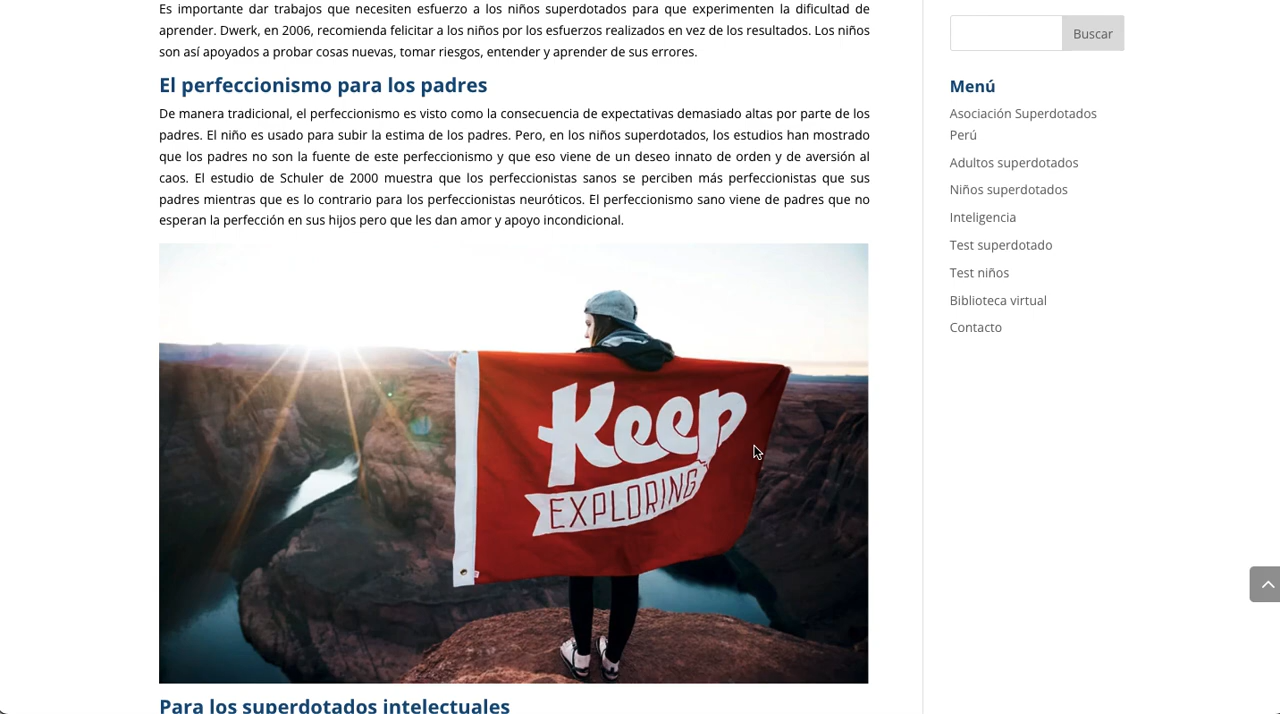 Es importante dar trabajos que necesiten esfuerzo a los niños superdotados para que experimenten la dificultad de
aprender. Dwerk, en 2006, recomienda felicitar a los niños por los esfuerzos realizados en vez de los resultados. Los niños
son así apoyados a probar cosas nuevas, tomar riesgos, entender y aprender de sus errores.
El perfeccionismo para los padres
De manera tradicional, el perfeccionismo es visto como la consecuencia de expectativas demasiado altas por parte de los
padres. El niño es usado para subir la estima de los padres. Pero, en los niños superdotados, los estudios han mostrado
que los padres no son la fuente de este perfeccionismo y que eso viene de un deseo innato de orden y de aversión al
caos. El estudio de Schuler de 2000 muestra que los perfeccionistas sanos se perciben más perfeccionistas que sus
padres mientras que es lo contrario para los perfeccionistas neuróticos. El perfeccionismo sano viene de padres que no
esperan la perfección en sus hijos pero que les dan amor y apoyo incondicional.
Keep
EXPLORING
Para los superdotados intelectuales
Buscar
Menú
Asociación Superdotados
Perú
Adultos superdotados
Niños superdotados
Inteligencia
Test superdotado
Test niños
Biblioteca virtual
Contacto